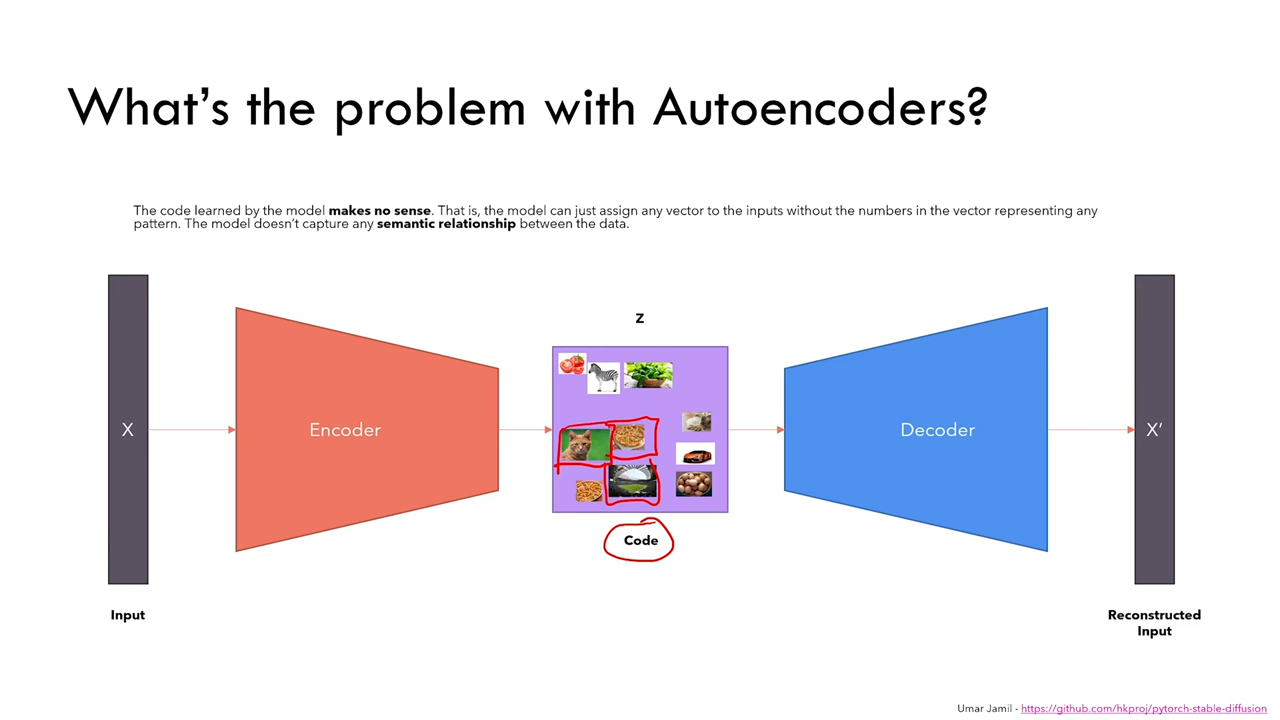 What's the problem with Autoencoders?
The code learned by the model makes no sense. That is, the model can just assign any vector to the inputs without the numbers in the vector representing any
pattern. The model doesn't capture any semantic relationship between the data.
Z
X
Encoder
Decoder
X'
Code
Input
Reconstructed
Input
Umar Jamil - https://github.com/hkproj/pytorch-stable-diffusion